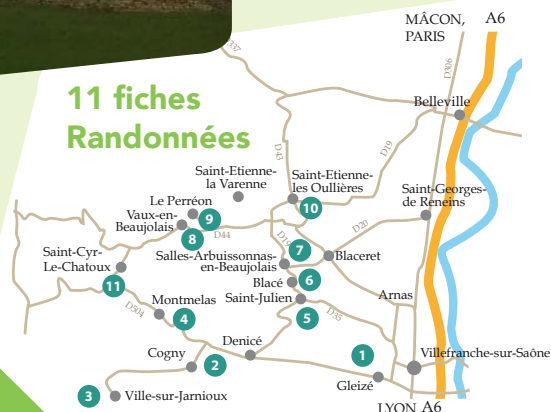 MÂCON, A6
PARIS
D337
D306
11 fiches
Randonnées
Belleville
D43
D19
Saint-Etienne-
la Varenne
Saint-Etienne-
les Oullières
Le Perréon
9
10
Saint-Georges-
de Reneins
Vaux-en-
Beaujolais
8
D44
D20
D19
7
Salles-Arbuissonnas-
en-Beaujolais
Blaceret
Saint-Cyr-
Le-Chatoux
11
Blacé
6
Saint-Julien
Arnas
Montmelas
D504
4
5
D35
Denicé
1
Villefranche-sur-Saône
Cogny
2
Gleizé
3
Ville-sur-Jarnioux
LYON A6